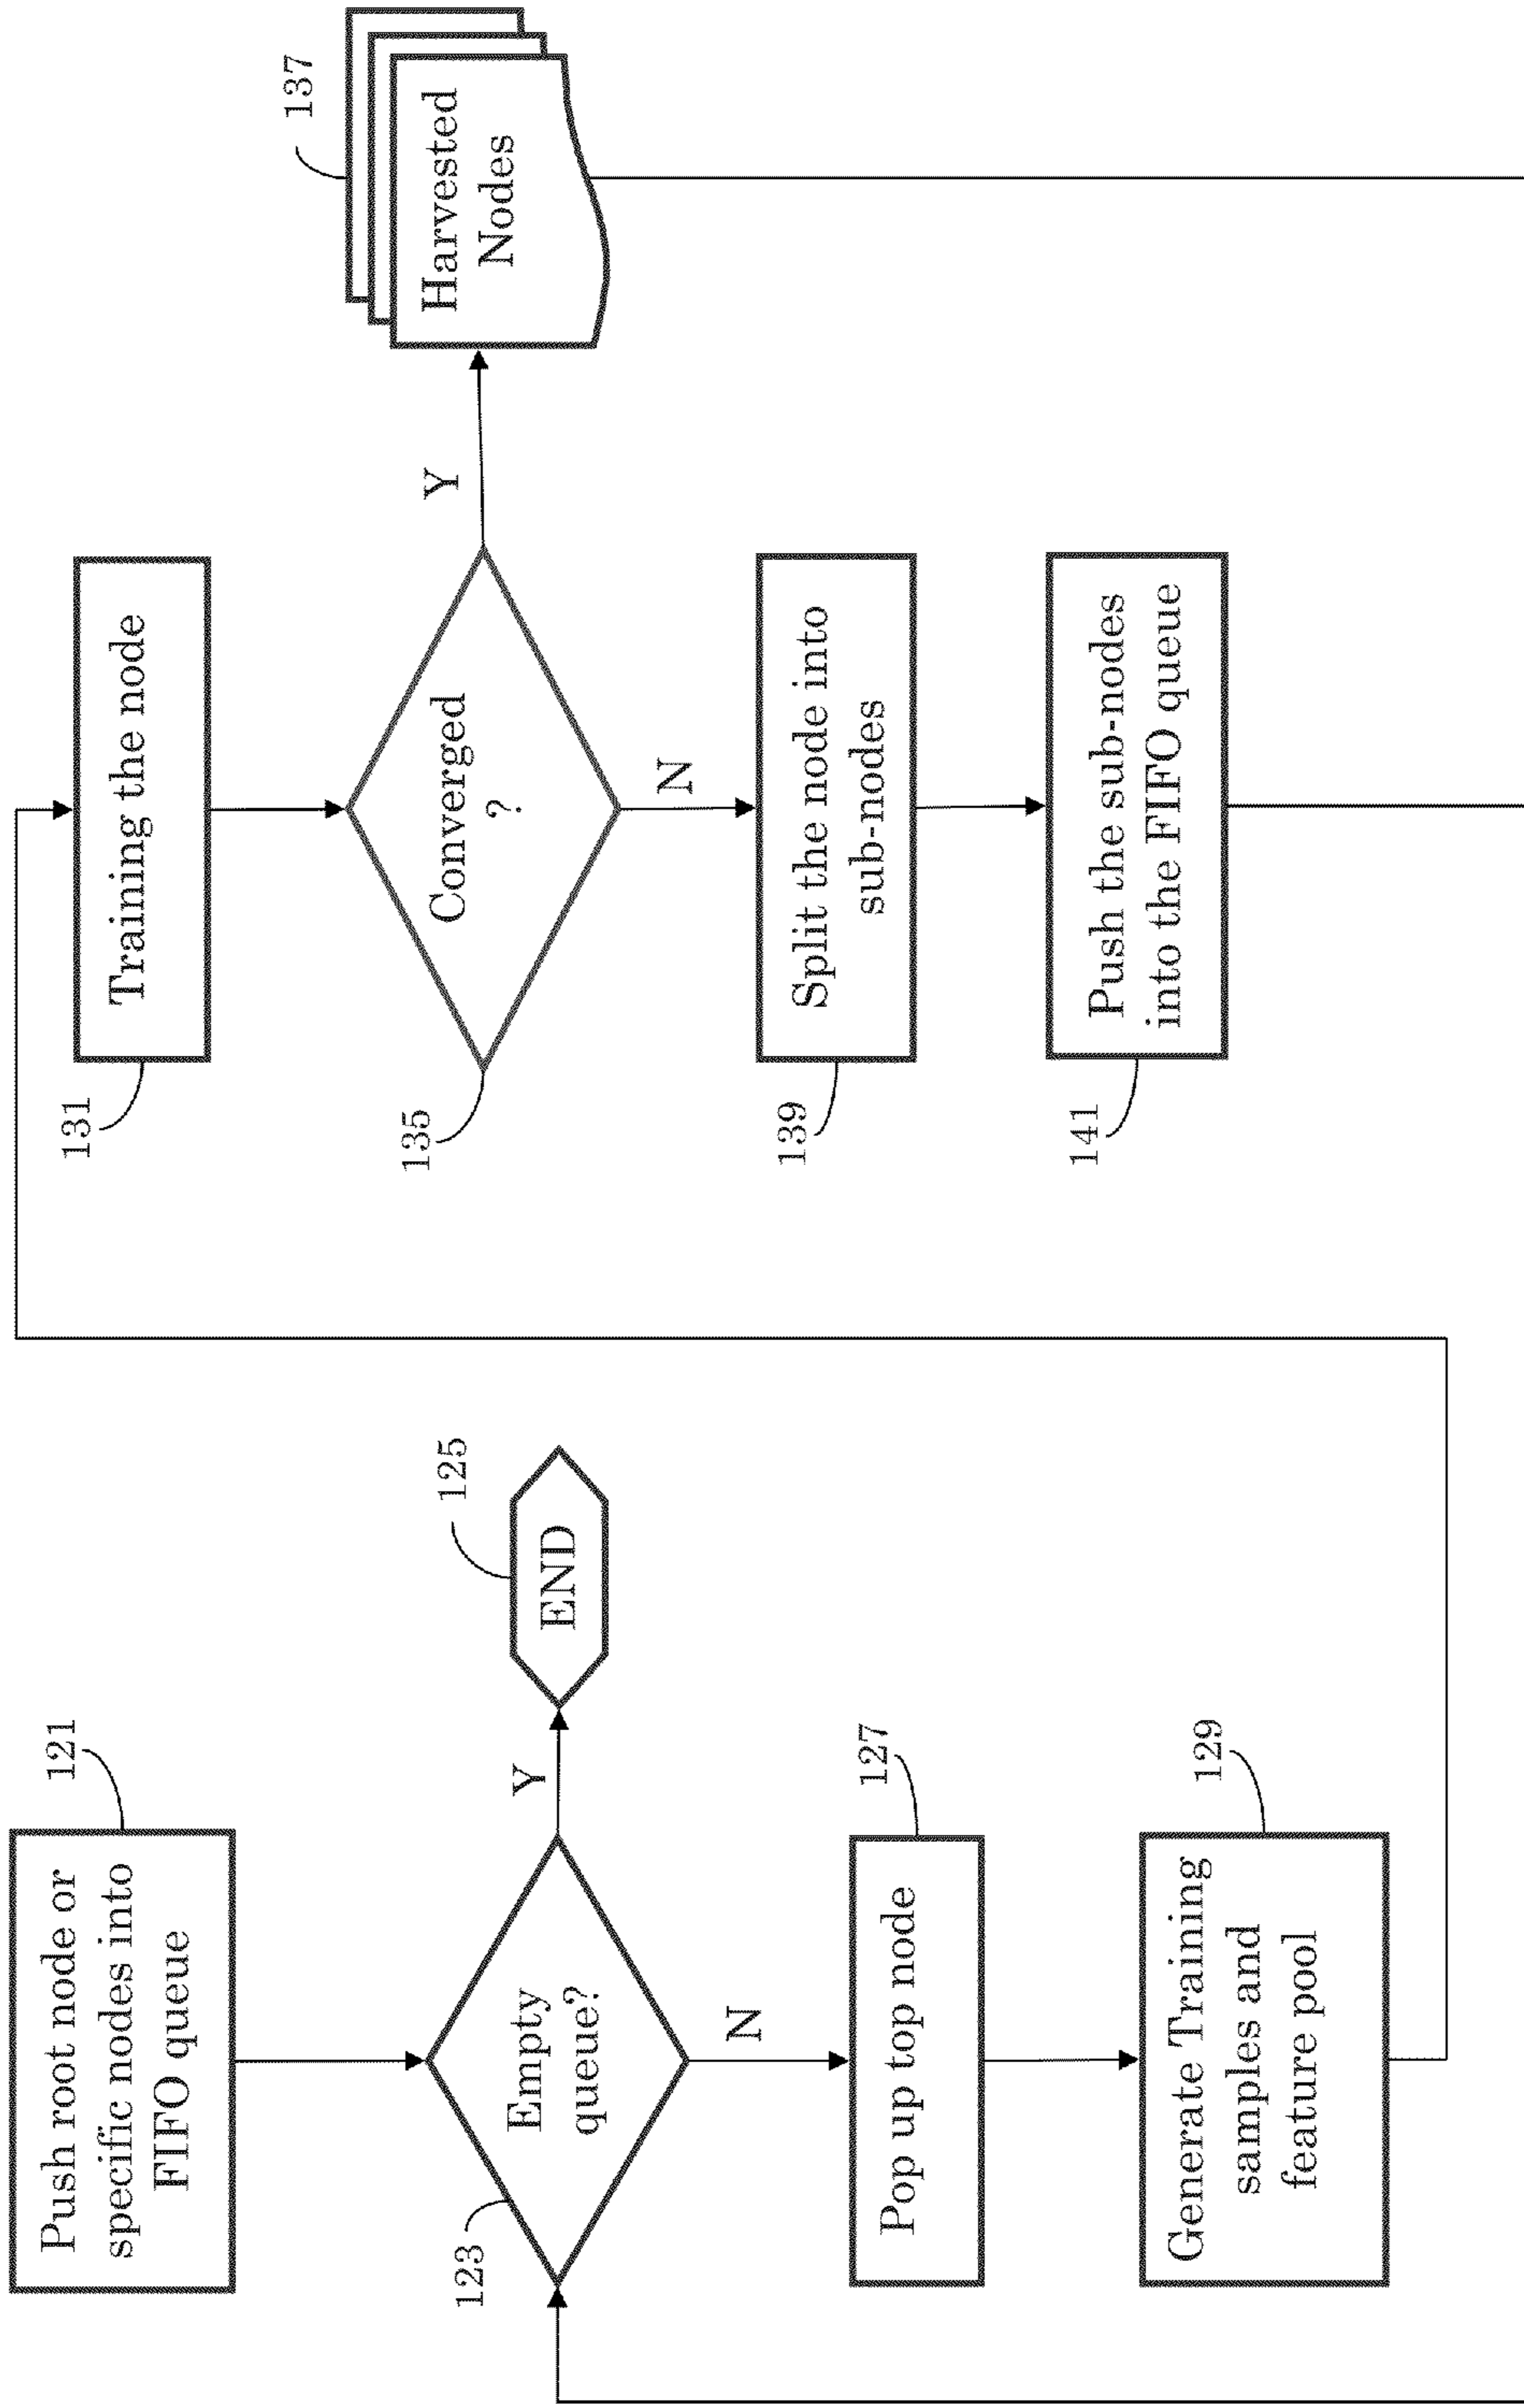 121
Push root node or
specific nodes into
FIFO queue
123
Empty
queue?
Y
125
END
N
127
Pop up top node
129
Generate Training
samples and
feature pool
131
Training the node
135
Converged
?
Y
137
Harvested
Nodes
N
139
Split the node into
sub-nodes
141
Push the sub-nodes
into the FIFO queue